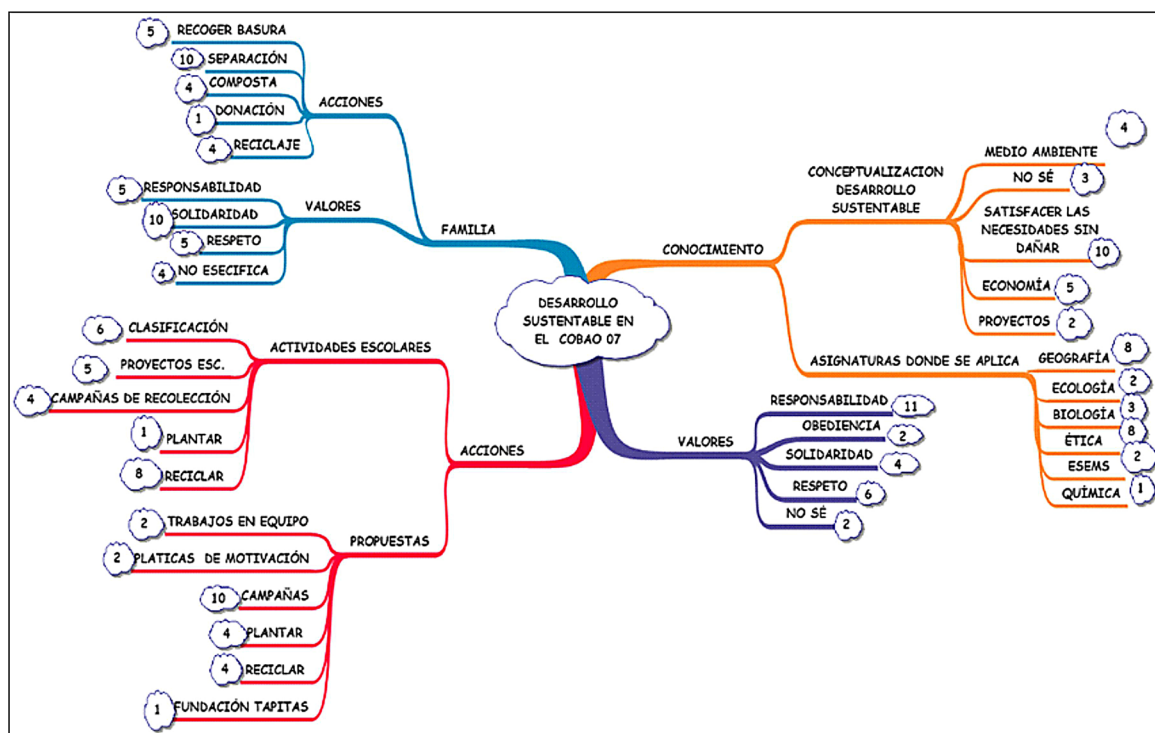 DESARROLLO
SUSTENTABLE EN
EL COBAO 07
FAMILIA
ACCIONES
5 RECOGER BASURA
10 SEPARACIÓN
4 COMPOSTA
1 DONACIÓN
4 RECICLAJE
VALORES
5 RESPONSABILIDAD
10 SOLIDARIDAD
5 RESPETO
4 NO ESECIFICA
CONOCIMIENTO
CONCEPTUALIZACION
DESARROLLO
SUSTENTABLE
MEDIO AMBIENTE 4
NO SÉ 3
SATISFACER LAS
NECESIDADES SIN
DAÑAR 10
ECONOMÍA 5
PROYECTOS 2
ASIGNATURAS DONDE SE APLICA
GEOGRAFÍA 8
ECOLOGÍA 2
BIOLOGÍA 3
ÉTICA 8
ESEMS 2
QUÍMICA 1
VALORES
RESPONSABILIDAD 11
OBEDIENCIA 2
SOLIDARIDAD 4
RESPETO 6
NO SÉ 2
ACCIONES
ACTIVIDADES ESCOLARES
6 CLASIFICACIÓN
5 PROYECTOS ESC.
4 CAMPAÑAS DE RECOLECCIÓN
1 PLANTAR
8 RECICLAR
PROPUESTAS
2 TRABAJOS EN EQUIPO
2 PLATICAS DE MOTIVACIÓN
10 CAMPAÑAS
4 PLANTAR
4 RECICLAR
1 FUNDACIÓN TAPITAS